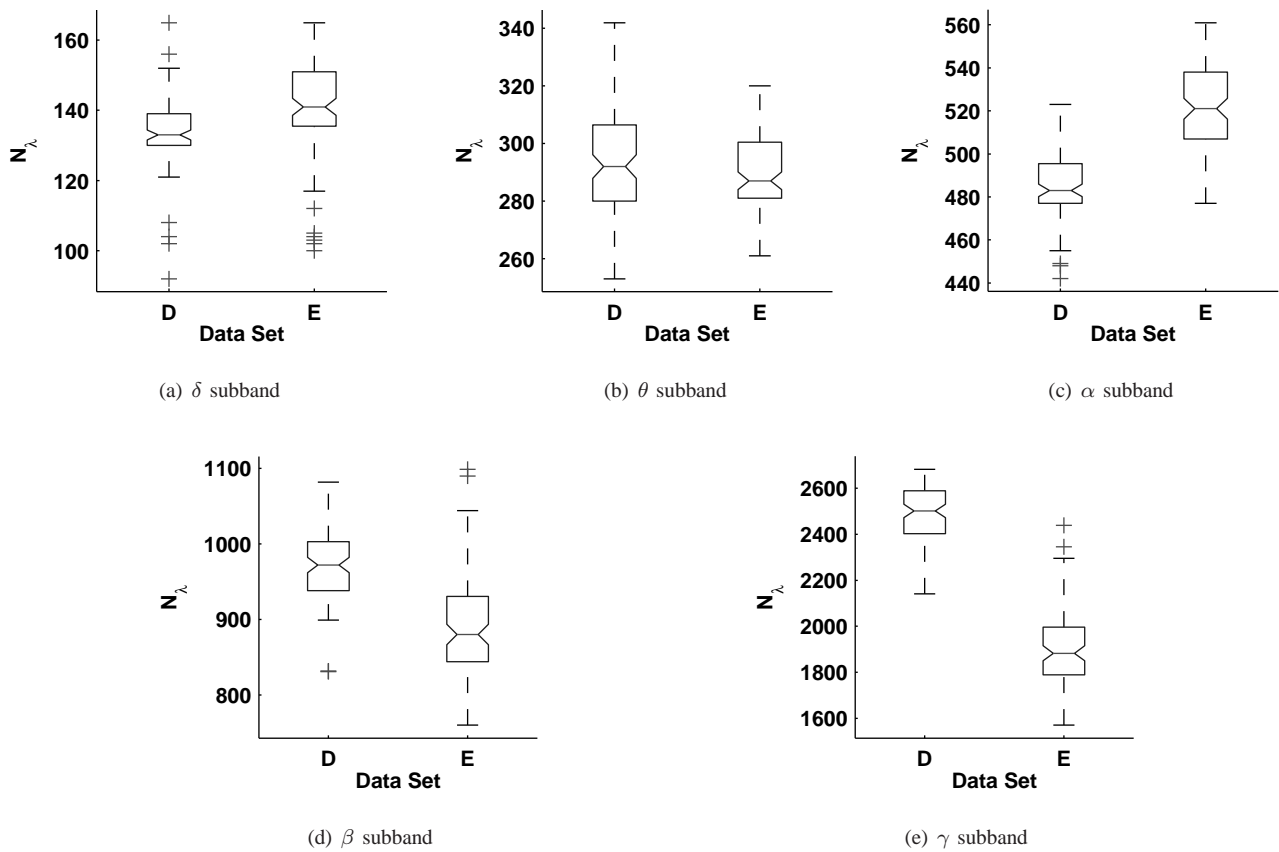 160
140
120
100
N_λ
D E
Data Set
(a) δ subband
340
320
300
280
260
N_λ
D E
Data Set
(b) θ subband
560
540
520
500
480
460
440
N_λ
D E
Data Set
(c) α subband
1100
1000
900
800
N_λ
D E
Data Set
(d) β subband
2600
2400
2200
2000
1800
1600
N_λ
D E
Data Set
(e) γ subband